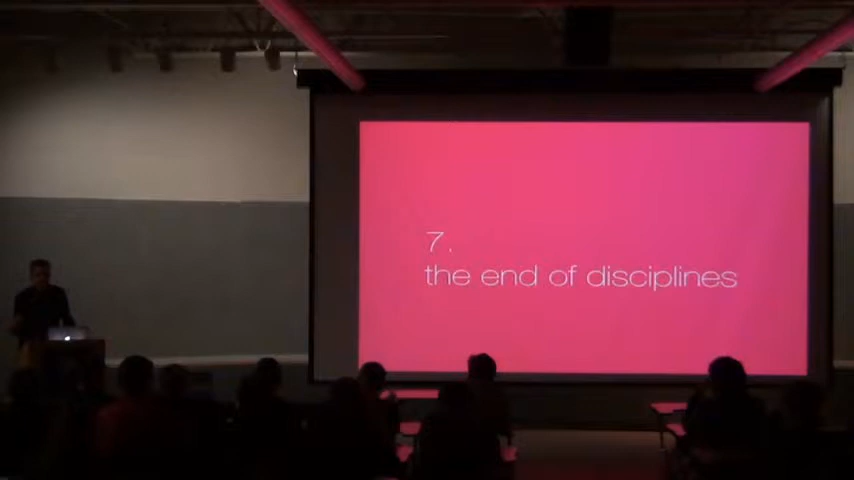 7.
the end of disciplines